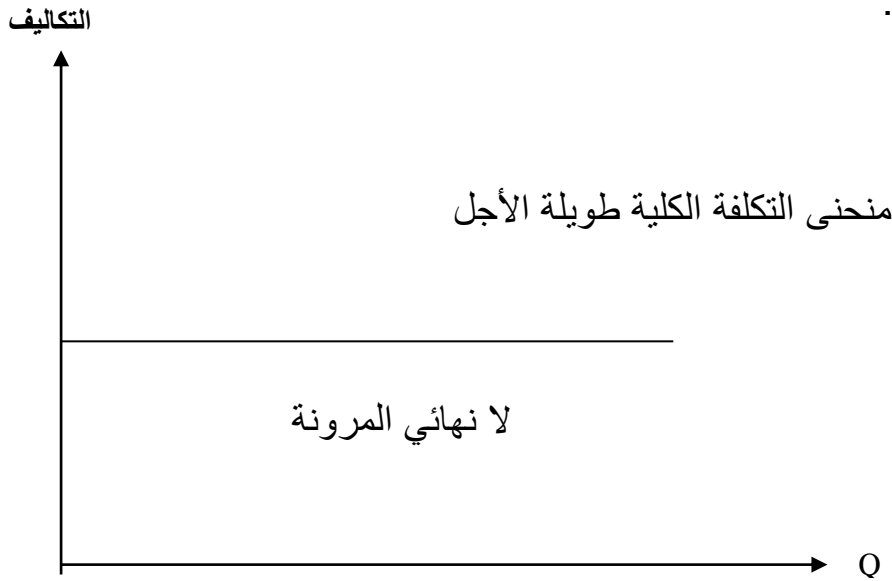 .
التكاليف
منحنى التكلفة الكلية طويلة الأجل
لا نهائي المرونة
Q